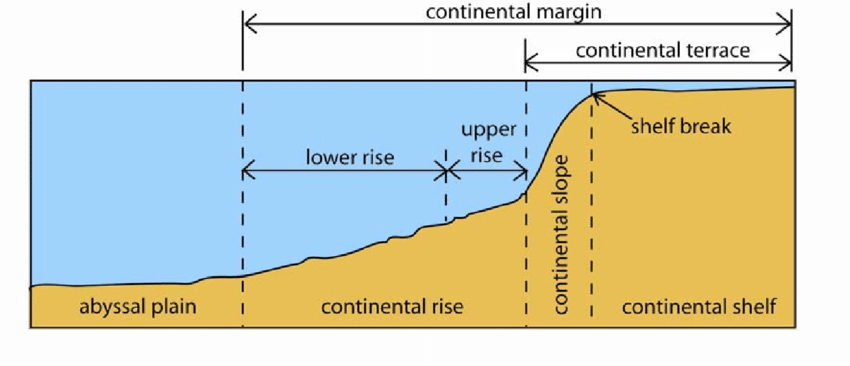 continental margin
continental terrace
shelf break
upper
rise
lower rise
continental slope
abyssal plain
continental rise
continental shelf